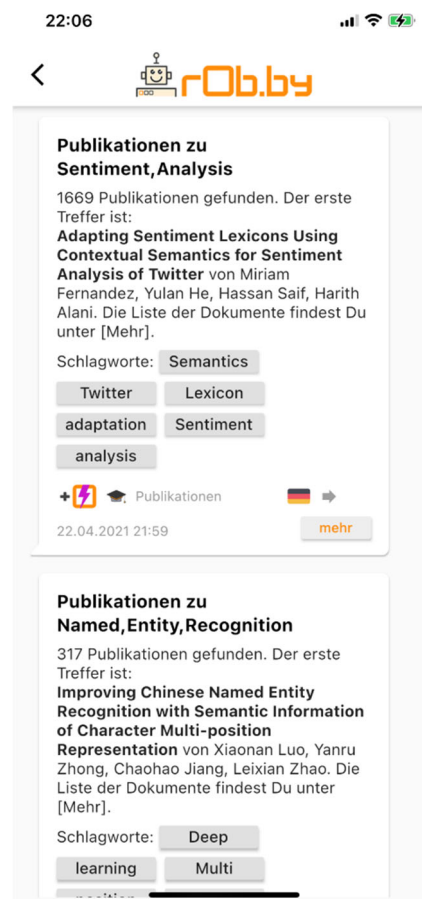 22:06
rOb.by
Publikationen zu
Sentiment,Analysis
1669 Publikationen gefunden. Der erste
Treffer ist:
Adapting Sentiment Lexicons Using
Contextual Semantics for Sentiment
Analysis of Twitter von Miriam
Fernandez, Yulan He, Hassan Saif, Harith
Alani. Die Liste der Dokumente findest Du
unter [Mehr].
Schlagworte: Semantics
Twitter Lexicon
adaptation Sentiment
analysis
Publikationen
22.04.2021 21:59 mehr
Publikationen zu
Named,Entity,Recognition
317 Publikationen gefunden. Der erste
Treffer ist:
Improving Chinese Named Entity
Recognition with Semantic Information
of Character Multi-position
Representation von Xiaonan Luo, Yanru
Zhong, Chaohao Jiang, Leixian Zhao. Die
Liste der Dokumente findest Du unter
[Mehr].
Schlagworte: Deep
learning Multi